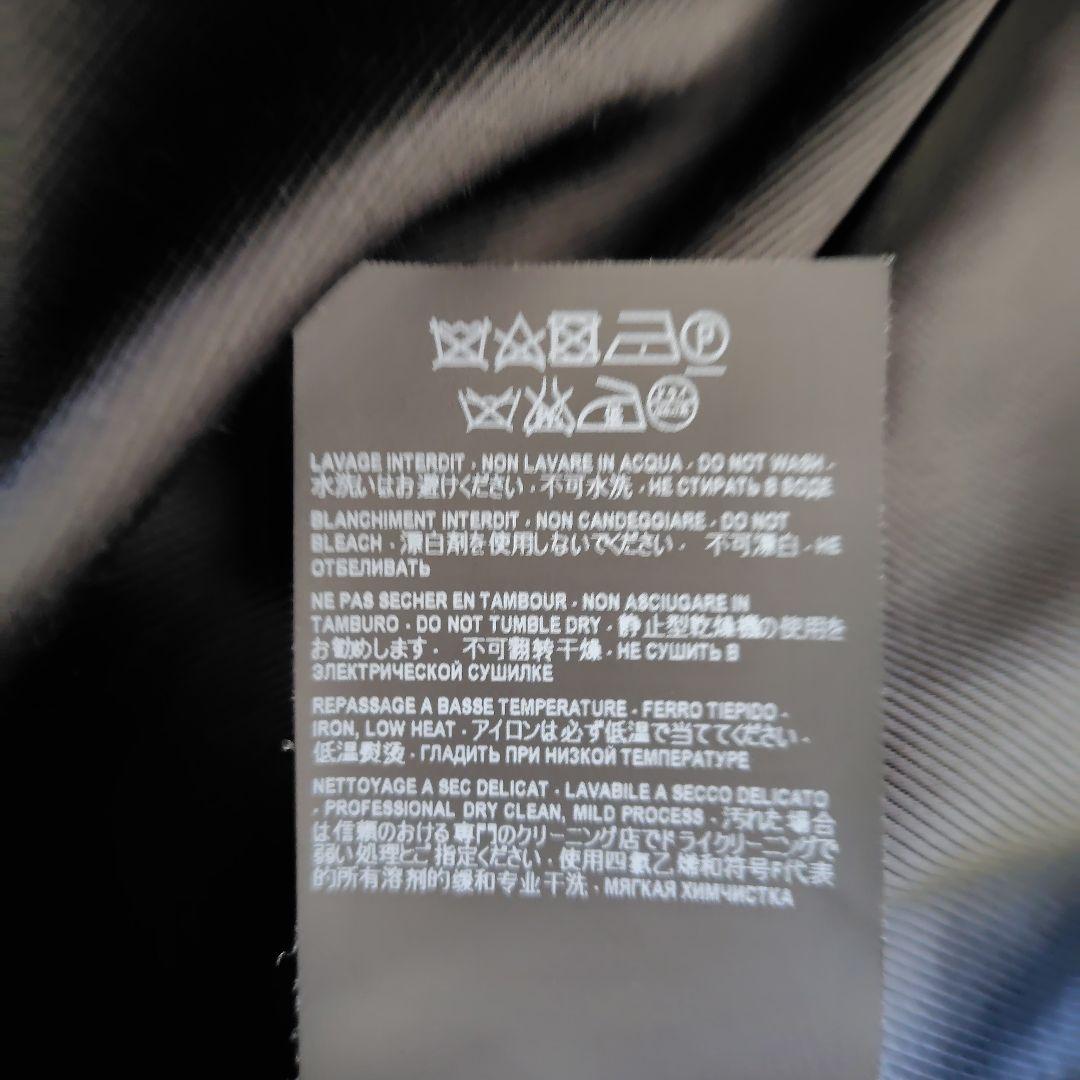 P
LAVAGE INTERDIT - NON LAVARE IN ACQUA - DO NOT WASH -
水洗いはお避けください - 不可水洗 - НЕ СТИРАТЬ В ВОДЕ
BLANCHIMENT INTERDIT - NON CANDEGGIARE - DO NOT
BLEACH - 漂白剤を使用しないでください - 不可漂白 - НЕ
ОТБЕЛИВАТЬ
NE PAS SECHER EN TAMBOUR - NON ASCIUGARE IN
TAMBURO - DO NOT TUMBLE DRY - 静止型乾燥機の使用を
お勧めします - 不可翻转干燥 - НЕ СУШИТЬ В
ЭЛЕКТРИЧЕСКОЙ СУШИЛКЕ
REPASSAGE A BASSE TEMPERATURE - FERRO TIEPIDO -
IRON, LOW HEAT - アイロンは必ず低温で当ててください -
低温熨烫 - ГЛАДИТЬ ПРИ НИЗКОЙ ТЕМПЕРАТУРЕ
NETTOYAGE A SEC DELICAT - LAVABILE A SECCO DELICATO
- PROFESSIONAL DRY CLEAN, MILD PROCESS - 汚れた場合
は信頼のおける専門のクリーニング店でドライクリーニングで
弱い処理とご指定ください - 使用四氯乙烯和符号F代表
的所有溶剂的缓和专业干洗 - МЯГКАЯ ХИМЧИСТКА